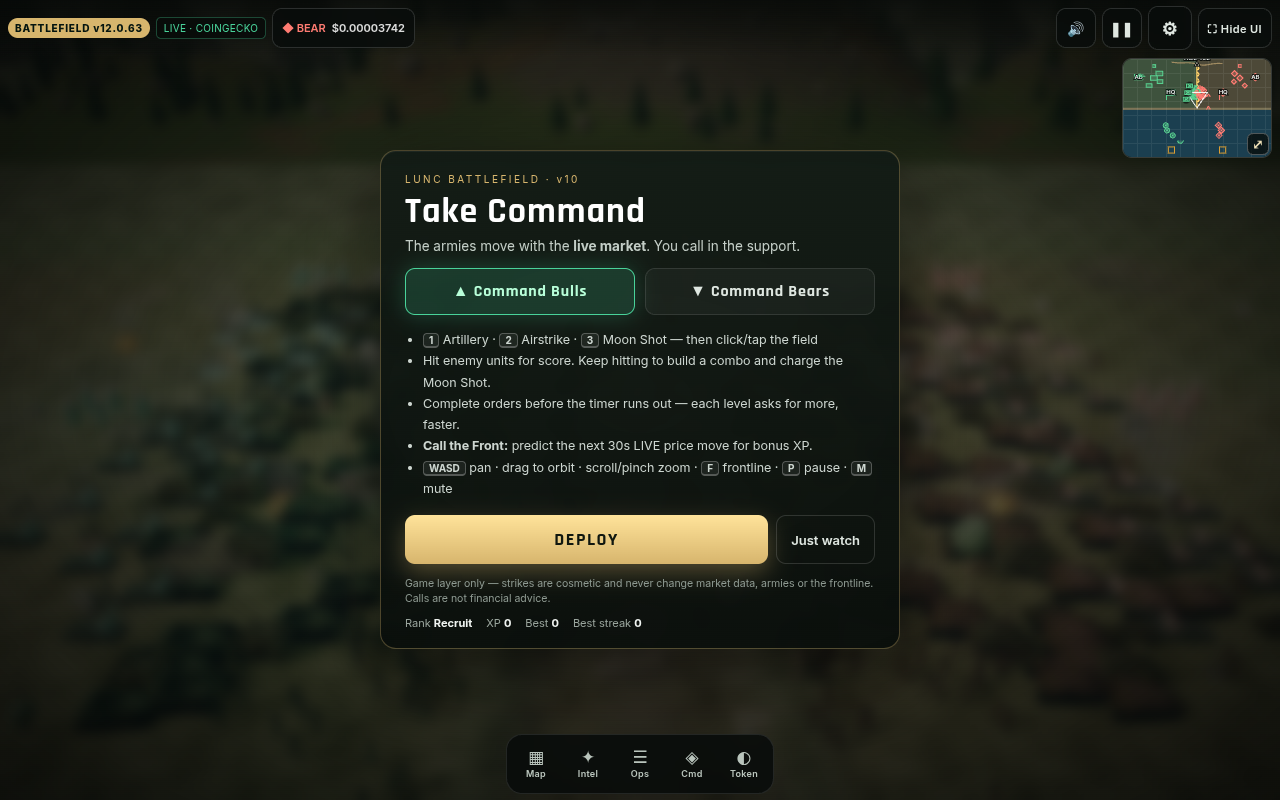 BATTLEFIELD v12.0.63
LIVE · COINGECKO
◆ BEAR $0.00003742
⛶ Hide UI
AB
AB
HQ
HQ
LUNC BATTLEFIELD · v10
Take Command
The armies move with the live market. You call in the support.
▲ Command Bulls
▼ Command Bears
• 1 Artillery · 2 Airstrike · 3 Moon Shot — then click/tap the field
• Hit enemy units for score. Keep hitting to build a combo and charge the
Moon Shot.
• Complete orders before the timer runs out — each level asks for more,
faster.
• Call the Front: predict the next 30s LIVE price move for bonus XP.
• WASD pan · drag to orbit · scroll/pinch zoom · F frontline · P pause · M
mute
DEPLOY
Just watch
Game layer only — strikes are cosmetic and never change market data, armies or the frontline.
Calls are not financial advice.
Rank Recruit XP 0 Best 0 Best streak 0
Map
Intel
Ops
Cmd
Token